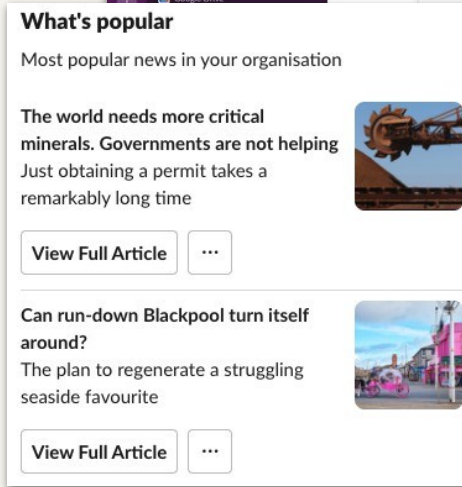 What's popular
Most popular news in your organisation
The world needs more critical
minerals. Governments are not helping
Just obtaining a permit takes a
remarkably long time
View Full Article
...
Can run-down Blackpool turn itself
around?
The plan to regenerate a struggling
seaside favourite
View Full Article
...